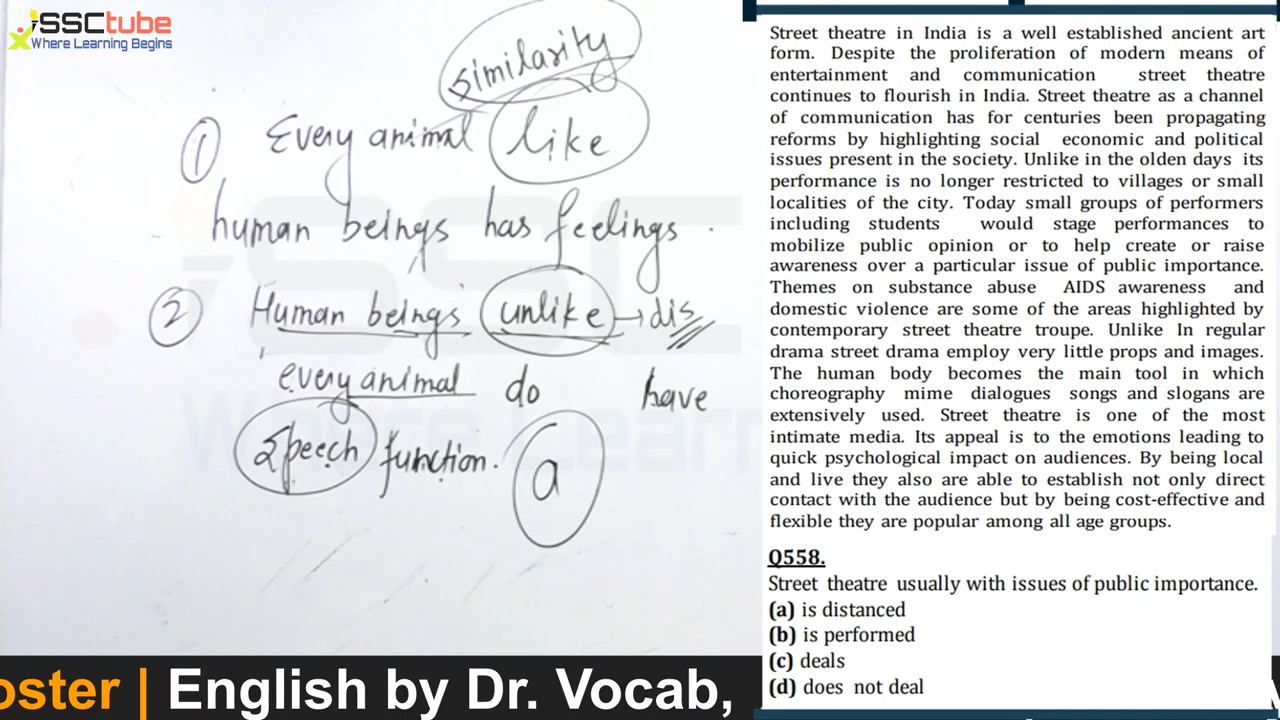 SSCtube
Where Learning Begins
similarity
① Every animal like
human beings has feelings.
② Human beings unlike → dis
every animal do have
Speech function. a
Street theatre in India is a well established ancient art
form. Despite the proliferation of modern means of
entertainment and communication street theatre
continues to flourish in India. Street theatre as a channel
of communication has for centuries been propagating
reforms by highlighting social economic and political
issues present in the society. Unlike in the olden days its
performance is no longer restricted to villages or small
localities of the city. Today small groups of performers
including students would stage performances to
mobilize public opinion or to help create or raise
awareness over a particular issue of public importance.
Themes on substance abuse AIDS awareness and
domestic violence are some of the areas highlighted by
contemporary street theatre troupe. Unlike In regular
drama street drama employ very little props and images.
The human body becomes the main tool in which
choreography mime dialogues songs and slogans are
extensively used. Street theatre is one of the most
intimate media. Its appeal is to the emotions leading to
quick psychological impact on audiences. By being local
and live they also are able to establish not only direct
contact with the audience but by being cost-effective and
flexible they are popular among all age groups.
Q558.
Street theatre usually with issues of public importance.
(a) is distanced
(b) is performed
(c) deals
(d) does not deal
oster | English by Dr. Vocab,